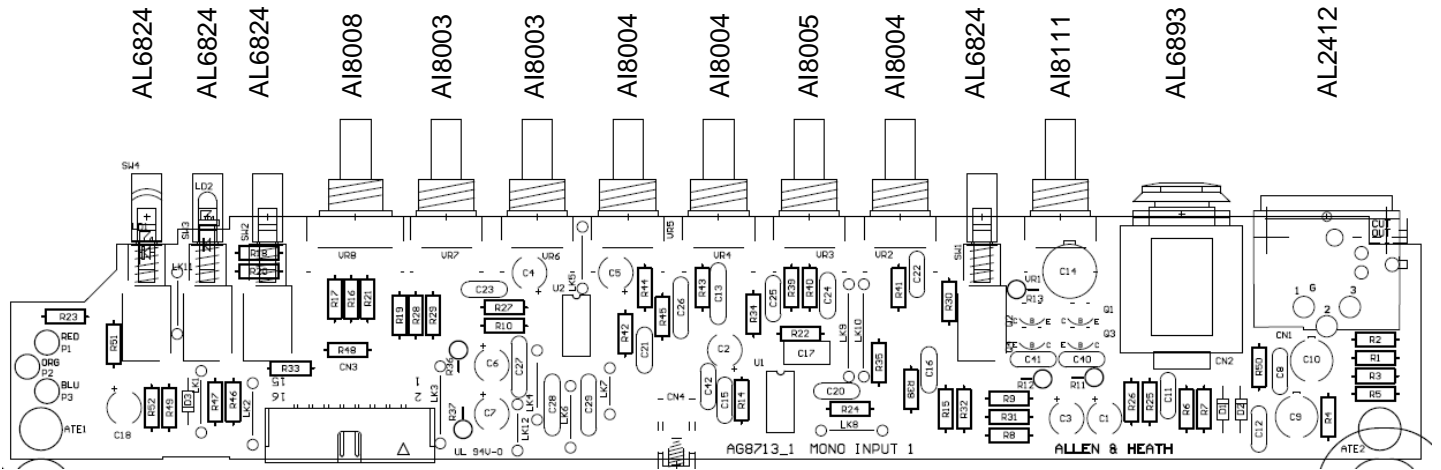 AL6824 AL6824 AL6824 AI8008 AI8003 AI8003 AI8004 AI8004 AI8005 AI8004 AL6824 AI8111 AL6893 AL2412
SW4
LD2
SW3
SW2
VR5
SW1
CUT
OUT
R18
R20
VR8
VR7
VR6
VR4
VR3
VR2
VR1
LK11
C4
C5
LK5
R44
R43
C13
R39
R40
C24
R41
C22
C14
R13
1 G 3
2
R17
R16
R21
C23
U2
R45
C26
C25
R30
R19
R28
R29
R27
R10
R34
Q2
C B E
C B E
Q1
Q3
C B E
C B E
R23
RED
P1
ORG
P2
BLU
P3
ATE1
R51
R48
CN3
R33
15
16
1
2
LK3
R36
R37
C6
C7
C27
R42
C21
C2
U1
R22
C17
LK9
LK10
R35
C16
C41
C40
R12
R11
CN2
CN1
R50
C8
C10
R2
R1
R3
R5
C18
R52
R49
D3
LK1
R47
R46
LK2
LK4
LK12
C28
LK6
C29
LK7
CN4
C42
C15
R14
C20
R24
LK8
R38
R15
R32
R9
R31
R8
C3
C1
R26
R25
C11
R6
R7
D1
D2
C12
C9
R4
ATE2
UL 94V-0
AG8713_1 MONO INPUT 1
ALLEN & HEATH